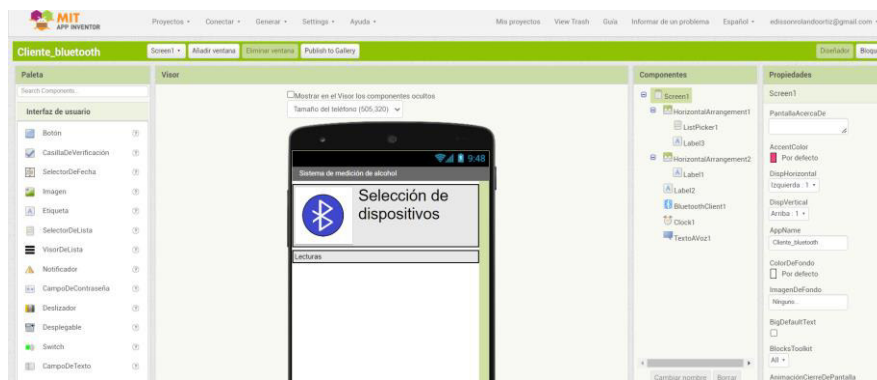 MIT
APP INVENTOR
Proyectos
Conectar
Generar
Settings
Ayuda
Mis proyectos
View Trash
Guía
Informar de un problema
Español
edissonrolandoortiz@gmail.com
Cliente_bluetooth
Screen1
Añadir ventana
Eliminar ventana
Publish to Gallery
Diseñador
Bloqu
Paleta
Search Components...
Interfaz de usuario
Botón
CasillaDeVerificación
SelectorDeFecha
Imagen
Etiqueta
SelectorDeLista
VisorDeLista
Notificador
CampoDeContraseña
Deslizador
Desplegable
Switch
CampoDeTexto
Visor
Mostrar en el Visor los componentes ocultos
Tamaño del teléfono (505,320)
9:48
Sistema de medición de alcohol
Selección de
dispositivos
Lecturas
Componentes
Screen1
HorizontalArrangement1
ListPicker1
Label3
HorizontalArrangement2
Label1
Label2
BluetoothClient1
Clock1
TextoAVoz1
Cambiar nombre
Borrar
Propiedades
Screen1
PantallaAcercaDe
AccentColor
Por defecto
DispHorizontal
Izquierda : 1
DispVertical
Arriba : 1
AppName
Cliente_bluetooth
ColorDeFondo
Por defecto
ImagenDeFondo
Ninguno...
BigDefaultText
BlocksToolkit
All
AnimaciónCierreDePantalla